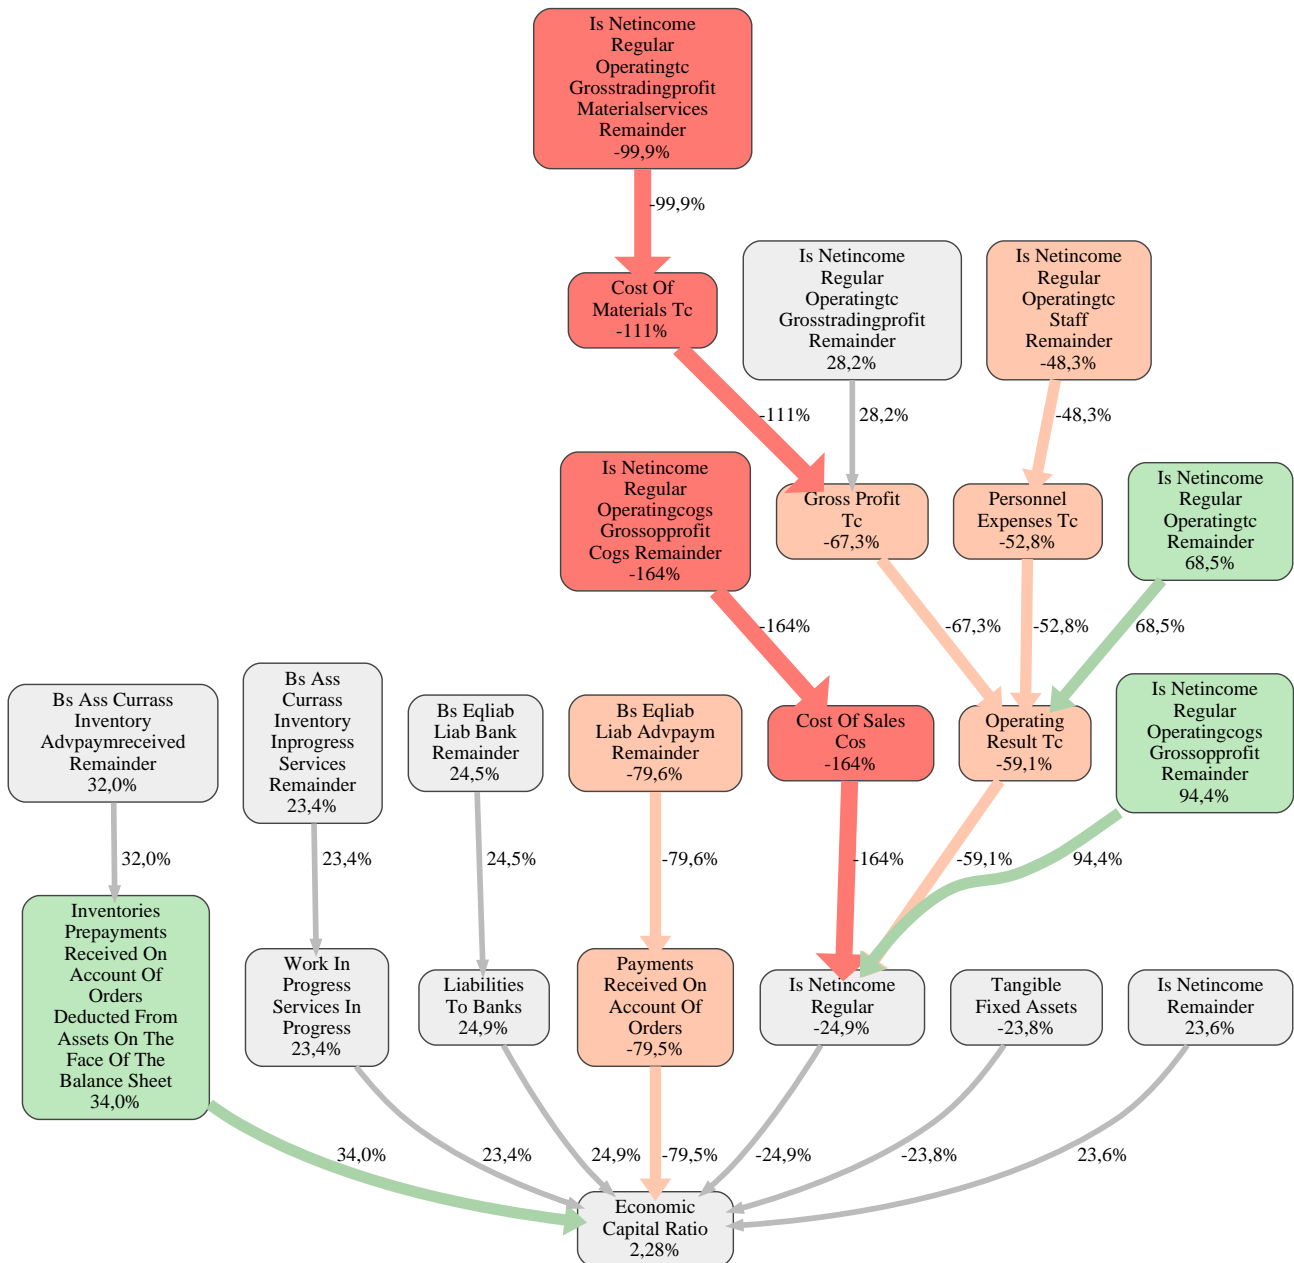 Is Netincome
Regular
Operatingtc
Grosstradingprofit
Materialservices
Remainder
-99,9%
-99,9%
Cost Of
Materials Tc
-111%
Is Netincome
Regular
Operatingtc
Grosstradingprofit
Remainder
28,2%
Is Netincome
Regular
Operatingtc
Staff
Remainder
-48,3%
-111%
28,2%
-48,3%
Is Netincome
Regular
Operatingcogs
Grossopprofit
Cogs Remainder
-164%
Gross Profit
Tc
-67,3%
Personnel
Expenses Tc
-52,8%
Is Netincome
Regular
Operatingtc
Remainder
68,5%
-164%
-67,3%
-52,8%
68,5%
Bs Ass Currass
Inventory
Advpaymreceived
Remainder
32,0%
Bs Ass
Currass
Inventory
Inprogress
Services
Remainder
23,4%
Bs Eqliab
Liab Bank
Remainder
24,5%
Bs Eqliab
Liab Advpaym
Remainder
-79,6%
Cost Of Sales
Cos
-164%
Operating
Result Tc
-59,1%
Is Netincome
Regular
Operatingcogs
Grossopprofit
Remainder
94,4%
32,0%
23,4%
24,5%
-79,6%
-164%
-59,1%
94,4%
Inventories
Prepayments
Received On
Account Of
Orders
Deducted From
Assets On The
Face Of The
Balance Sheet
34,0%
Work In
Progress
Services In
Progress
23,4%
Liabilities
To Banks
24,9%
Payments
Received On
Account Of
Orders
-79,5%
Is Netincome
Regular
-24,9%
Tangible
Fixed Assets
-23,8%
Is Netincome
Remainder
23,6%
34,0%
23,4%
24,9%
-79,5%
-24,9%
-23,8%
23,6%
Economic
Capital Ratio
2,28%